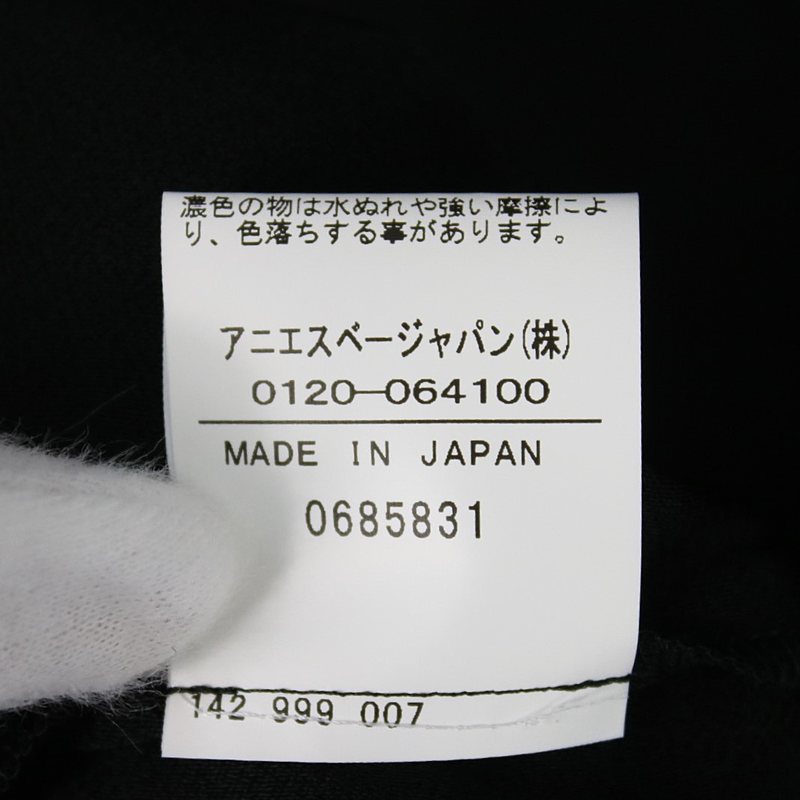 濃色の物は水ぬれや強い摩擦によ
り、色落ちする事があります。
アニエスベージャパン(株)
0120-064100
MADE IN JAPAN
0685831
142 999 007